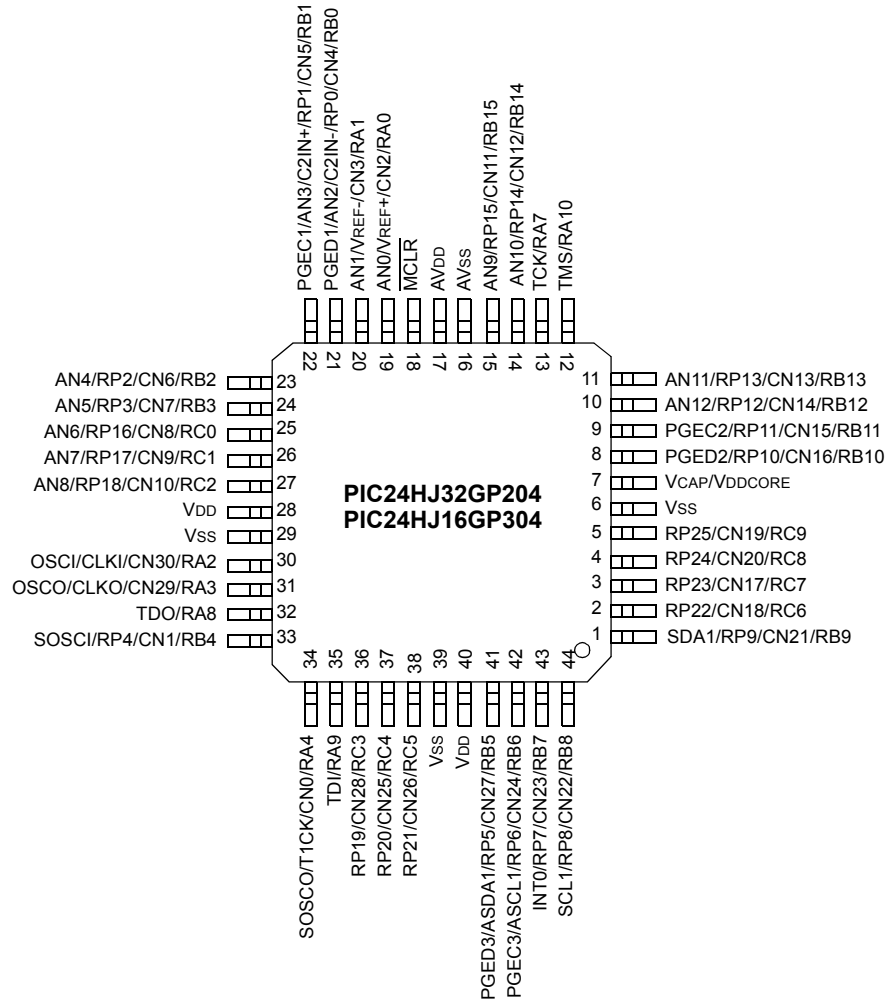 PGEC1/AN3/C2IN+/RP1/CN5/RB1
PGED1/AN2/C2IN-/RP0/CN4/RB0
AN1/VREF-/CN3/RA1
AN0/VREF+/CN2/RA0
MCLR
AVDD
AVSS
AN9/RP15/CN11/RB15
AN10/RP14/CN12/RB14
TCK/RA7
TMS/RA10
22 21 20 19 18 17 16 15 14 13 12
AN4/RP2/CN6/RB2 23
AN5/RP3/CN7/RB3 24
AN6/RP16/CN8/RC0 25
AN7/RP17/CN9/RC1 26
AN8/RP18/CN10/RC2 27
VDD 28
VSS 29
OSCI/CLKI/CN30/RA2 30
OSCO/CLKO/CN29/RA3 31
TDO/RA8 32
SOSCI/RP4/CN1/RB4 33
PIC24HJ32GP204
PIC24HJ16GP304
11 AN11/RP13/CN13/RB13
10 AN12/RP12/CN14/RB12
9 PGEC2/RP11/CN15/RB11
8 PGED2/RP10/CN16/RB10
7 VCAP/VDDCORE
6 VSS
5 RP25/CN19/RC9
4 RP24/CN20/RC8
3 RP23/CN17/RC7
2 RP22/CN18/RC6
1 SDA1/RP9/CN21/RB9
34 35 36 37 38 39 40 41 42 43 44
SOSCO/T1CK/CN0/RA4
TDI/RA9
RP19/CN28/RC3
RP20/CN25/RC4
RP21/CN26/RC5
VSS
VDD
PGED3/ASDA1/RP5/CN27/RB5
PGEC3/ASCL1/RP6/CN24/RB6
INT0/RP7/CN23/RB7
SCL1/RP8/CN22/RB8